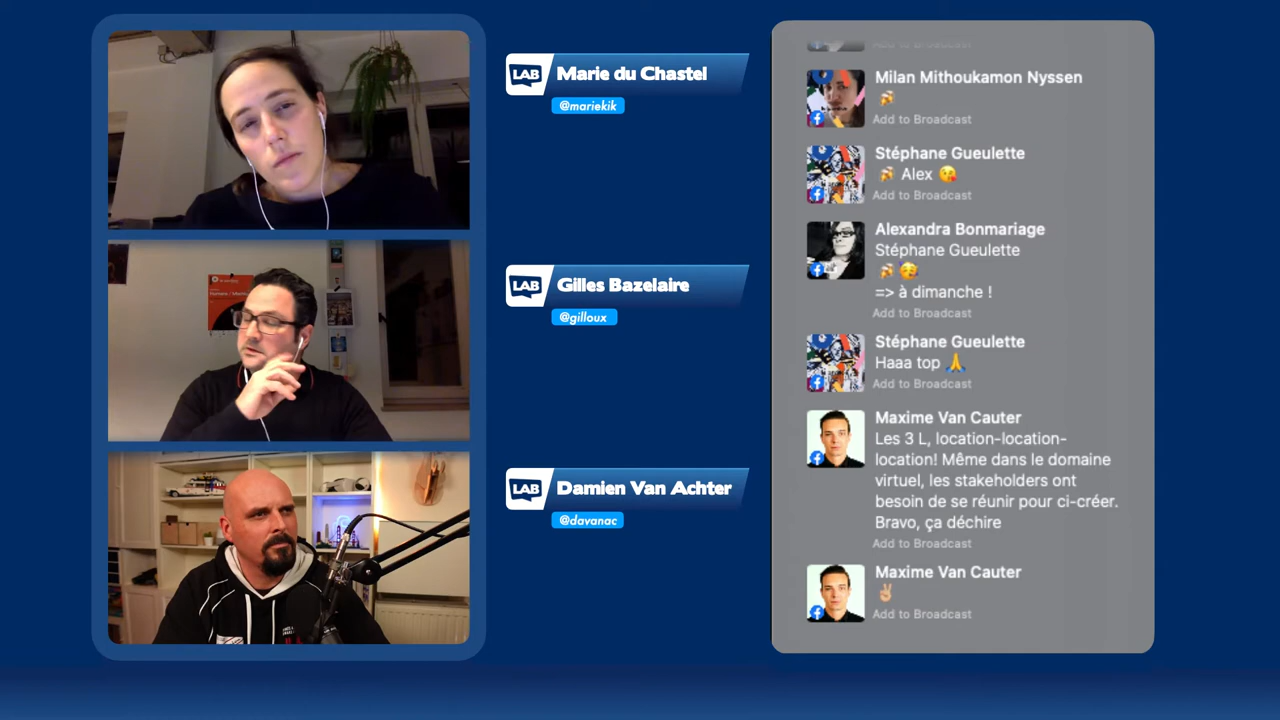 LAB
Marie du Chastel
@mariekik
LAB
Gilles Bazelaire
@gilloux
LAB
Damien Van Achter
@davanac
Add to Broadcast
Milan Mithoukamon Nyssen
🎉
Add to Broadcast
Stéphane Gueulette
🎉 Alex 😘
Add to Broadcast
Alexandra Bonmariage
Stéphane Gueulette
🎉🥳
=> à dimanche !
Add to Broadcast
Stéphane Gueulette
Haaa top 🙏
Add to Broadcast
Maxime Van Cauter
Les 3 L, location-location-
location! Même dans le domaine
virtuel, les stakeholders ont
besoin de se réunir pour ci-créer.
Bravo, ça déchire
Add to Broadcast
Maxime Van Cauter
✌🏼
Add to Broadcast